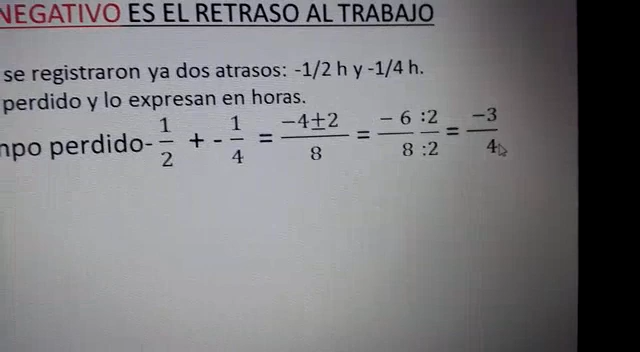 NEGATIVO ES EL RETRASO AL TRABAJO
se registraron ya dos atrasos: -1/2 h y -1/4 h.
perdido y lo expresan en horas.
mpo perdido- 1/2 + - 1/4 = −4±2/8 = − 6 :2/8 :2 = −3/4